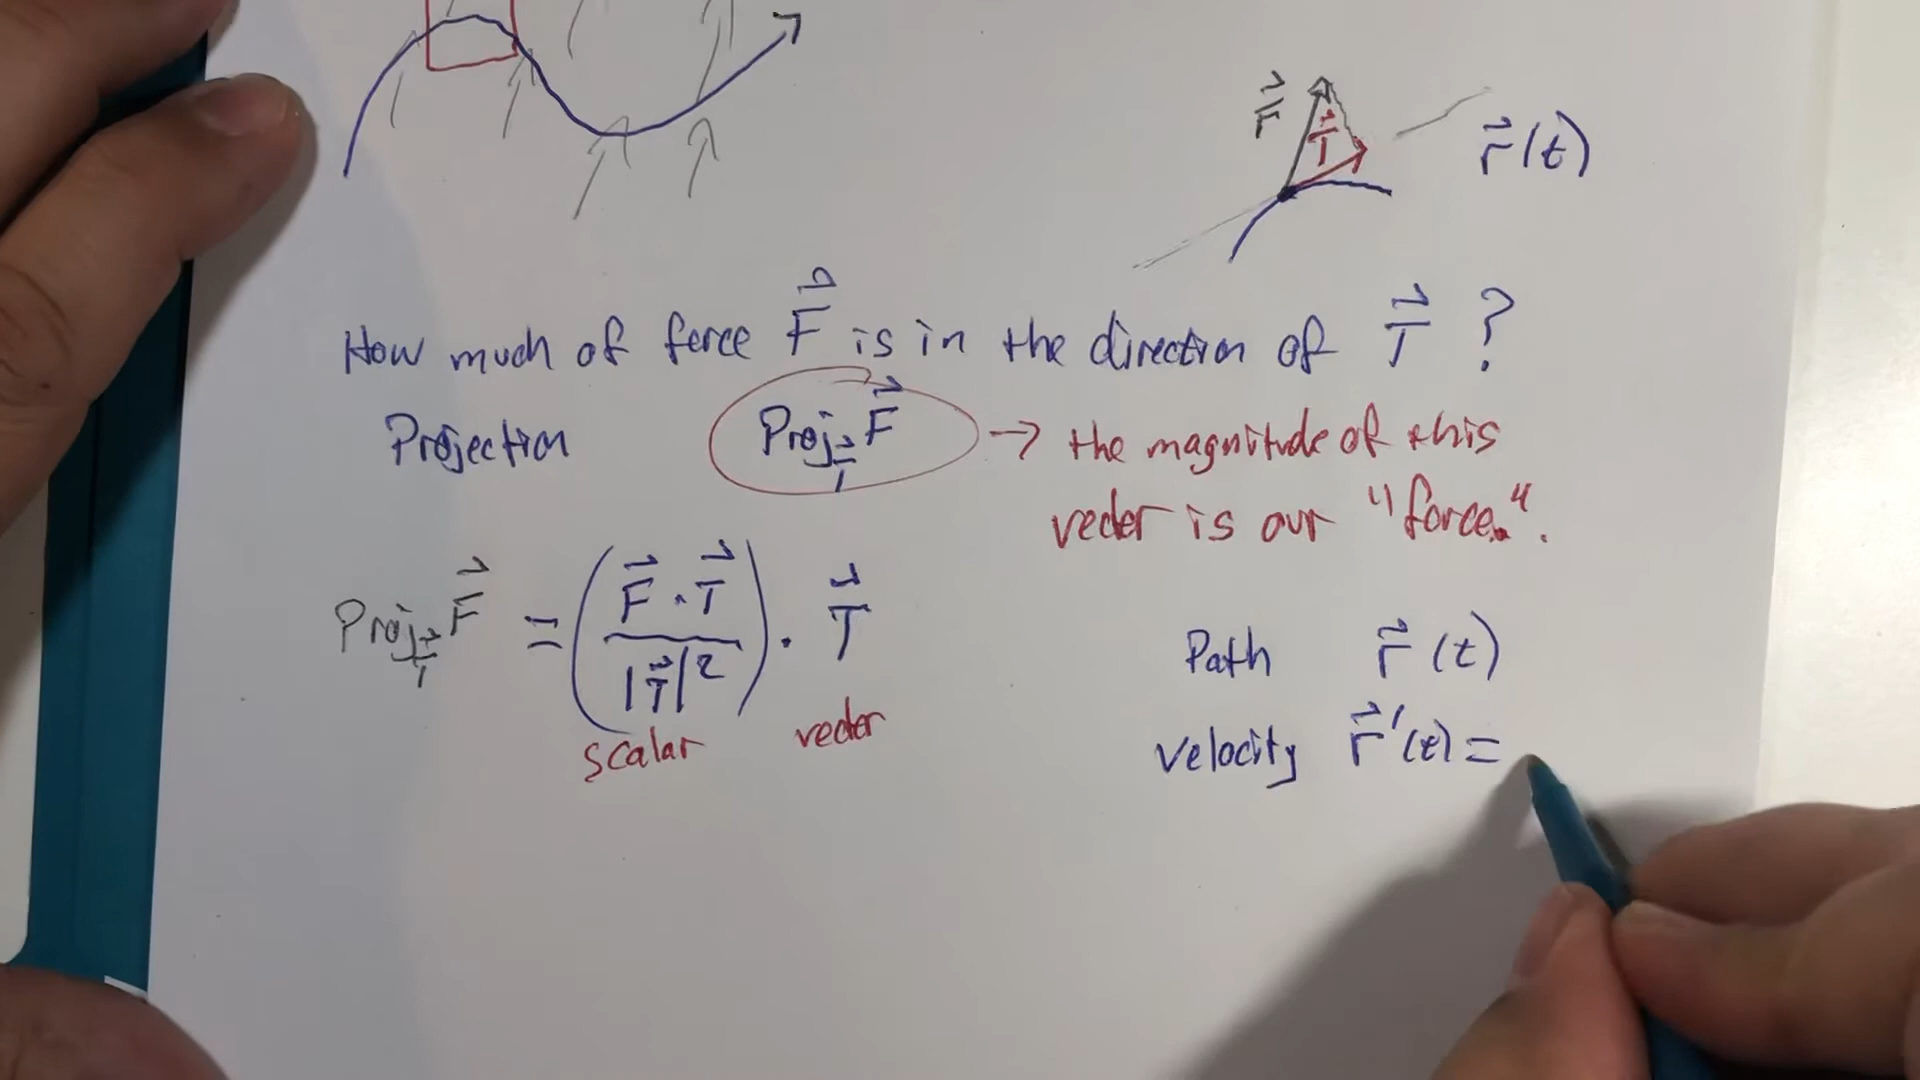 F⃗ T⃗ r⃗(t)
How much of force F⃗ is in the direction of T⃗ ?
Projection Proj_T⃗ F⃗ → the magnitude of this
vector is our "force.".
Proj_T⃗ F⃗ = (F⃗ · T⃗ / |T⃗|²) · T⃗
scalar vector
Path r⃗(t)
Velocity r⃗'(t) =